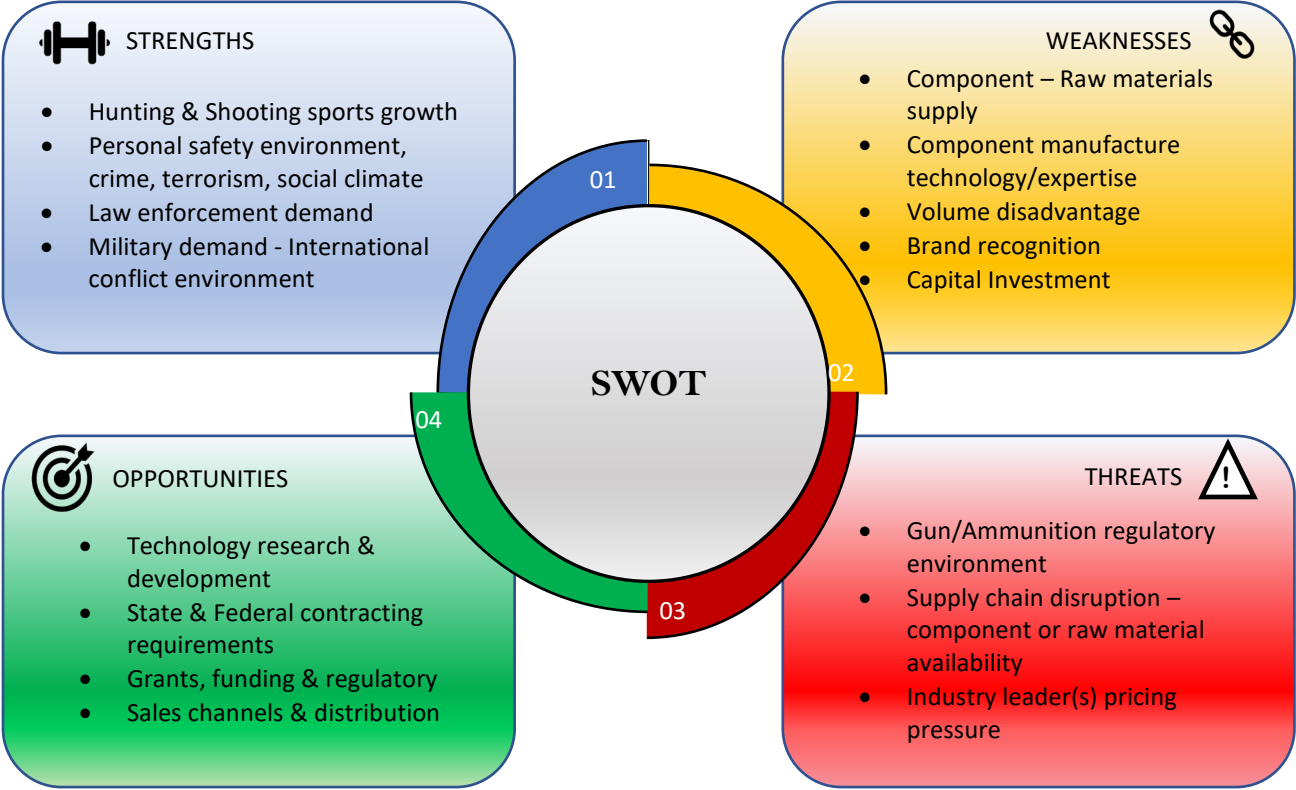 STRENGTHS
• Hunting & Shooting sports growth
• Personal safety environment,
crime, terrorism, social climate
• Law enforcement demand
• Military demand - International
conflict environment
WEAKNESSES
• Component – Raw materials
supply
• Component manufacture
technology/expertise
• Volume disadvantage
• Brand recognition
• Capital Investment
01
02
SWOT
04
03
OPPORTUNITIES
• Technology research &
development
• State & Federal contracting
requirements
• Grants, funding & regulatory
• Sales channels & distribution
THREATS
!
• Gun/Ammunition regulatory
environment
• Supply chain disruption –
component or raw material
availability
• Industry leader(s) pricing
pressure